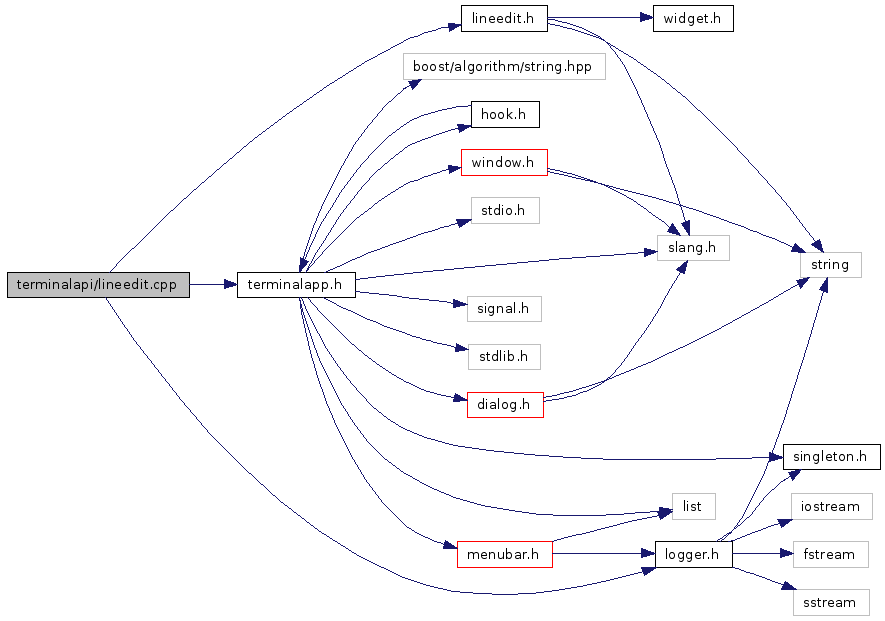 lineedit.h
widget.h
boost/algorithm/string.hpp
hook.h
window.h
stdio.h
slang.h
string
terminalapi/lineedit.cpp
terminalapp.h
signal.h
stdlib.h
dialog.h
singleton.h
list
iostream
menubar.h
logger.h
fstream
sstream